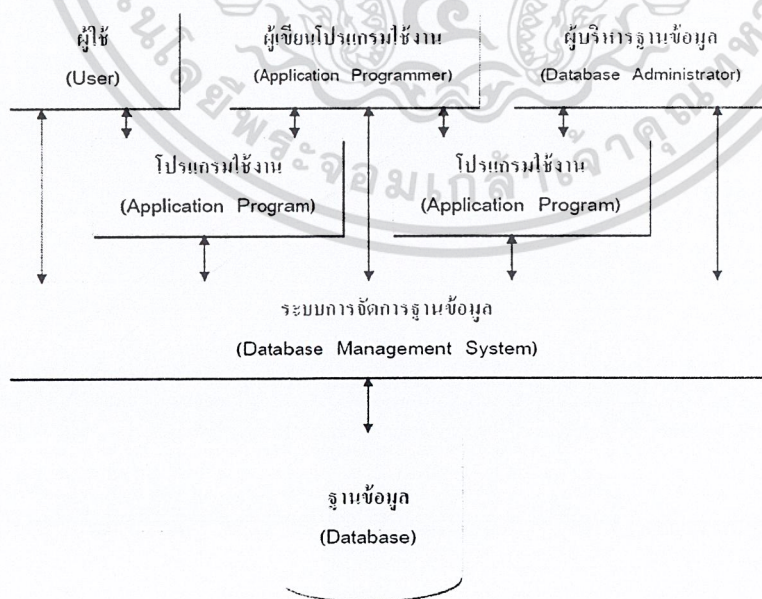 ผู้ใช้
(User)
ผู้เขียนโปรแกรมใช้งาน
(Application Programmer)
ผู้บริหารฐานข้อมูล
(Database Administrator)
โปรแกรมใช้งาน
(Application Program)
โปรแกรมใช้งาน
(Application Program)
ระบบการจัดการฐานข้อมูล
(Database Management System)
ฐานข้อมูล
(Database)